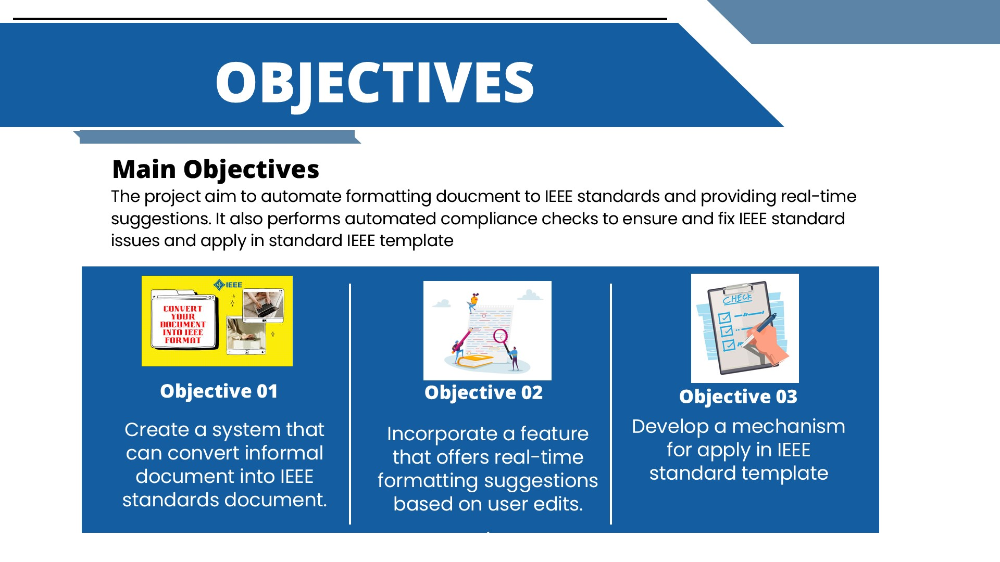 OBJECTIVES
Main Objectives
The project aim to automate formatting doucment to IEEE standards and providing real-time
suggestions. It also performs automated compliance checks to ensure and fix IEEE standard
issues and apply in standard IEEE template
IEEE
CONVERT
YOUR
DOCUMENT
INTO IEEE
FORMAT
Objective 01
Create a system that
can convert informal
document into IEEE
standards document.
Objective 02
Incorporate a feature
that offers real-time
formatting suggestions
based on user edits.
CHECK
Objective 03
Develop a mechanism
for apply in IEEE
standard template